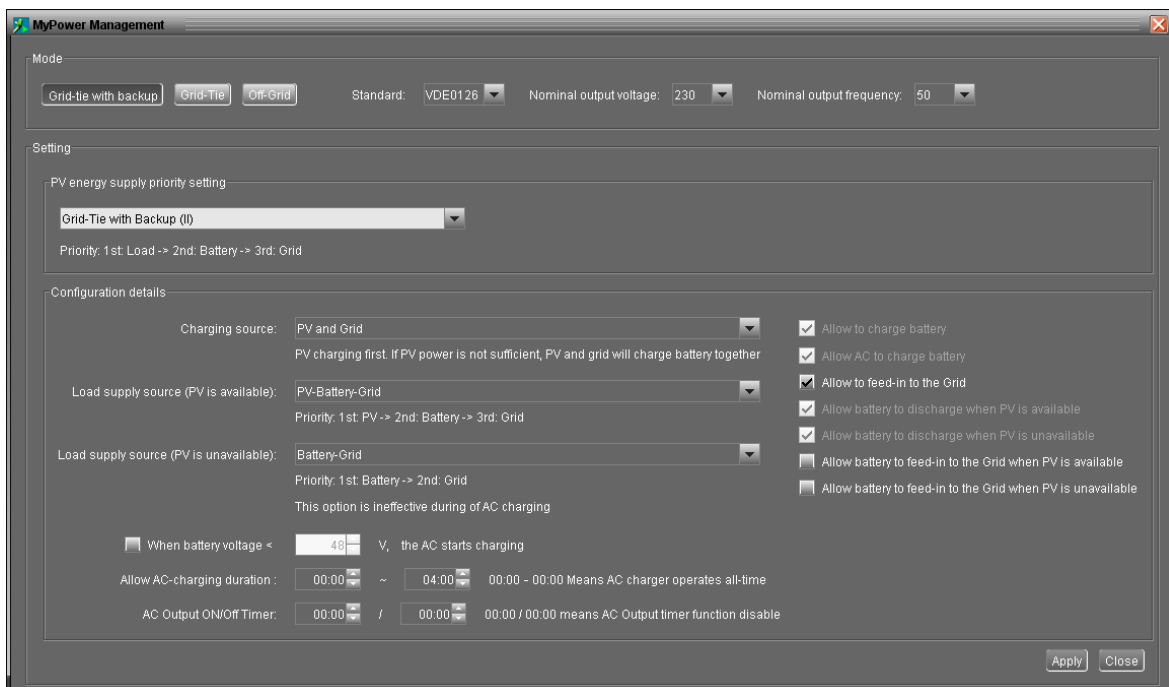 MyPower Management
Mode
Grid-tie with backup Grid-Tie Off-Grid Standard: VDE0126 Nominal output voltage: 230 Nominal output frequency: 50
Setting
PV energy supply priority setting
Grid-Tie with Backup (II)
Priority: 1st: Load -> 2nd: Battery -> 3rd: Grid
Configuration details
Charging source: PV and Grid
PV charging first. If PV power is not sufficient, PV and grid will charge battery together
Load supply source (PV is available): PV-Battery-Grid
Priority: 1st: PV -> 2nd: Battery -> 3rd: Grid
Load supply source (PV is unavailable): Battery-Grid
Priority: 1st: Battery -> 2nd: Grid
This option is ineffective during of AC charging
Allow to charge battery
Allow AC to charge battery
Allow to feed-in to the Grid
Allow battery to discharge when PV is available
Allow battery to discharge when PV is unavailable
Allow battery to feed-in to the Grid when PV is available
Allow battery to feed-in to the Grid when PV is unavailable
When battery voltage < 48 V, the AC starts charging
Allow AC-charging duration : 00:00 ~ 04:00 00:00 - 00:00 Means AC charger operates all-time
AC Output ON/Off Timer: 00:00 / 00:00 00:00 / 00:00 means AC Output timer function disable
Apply Close